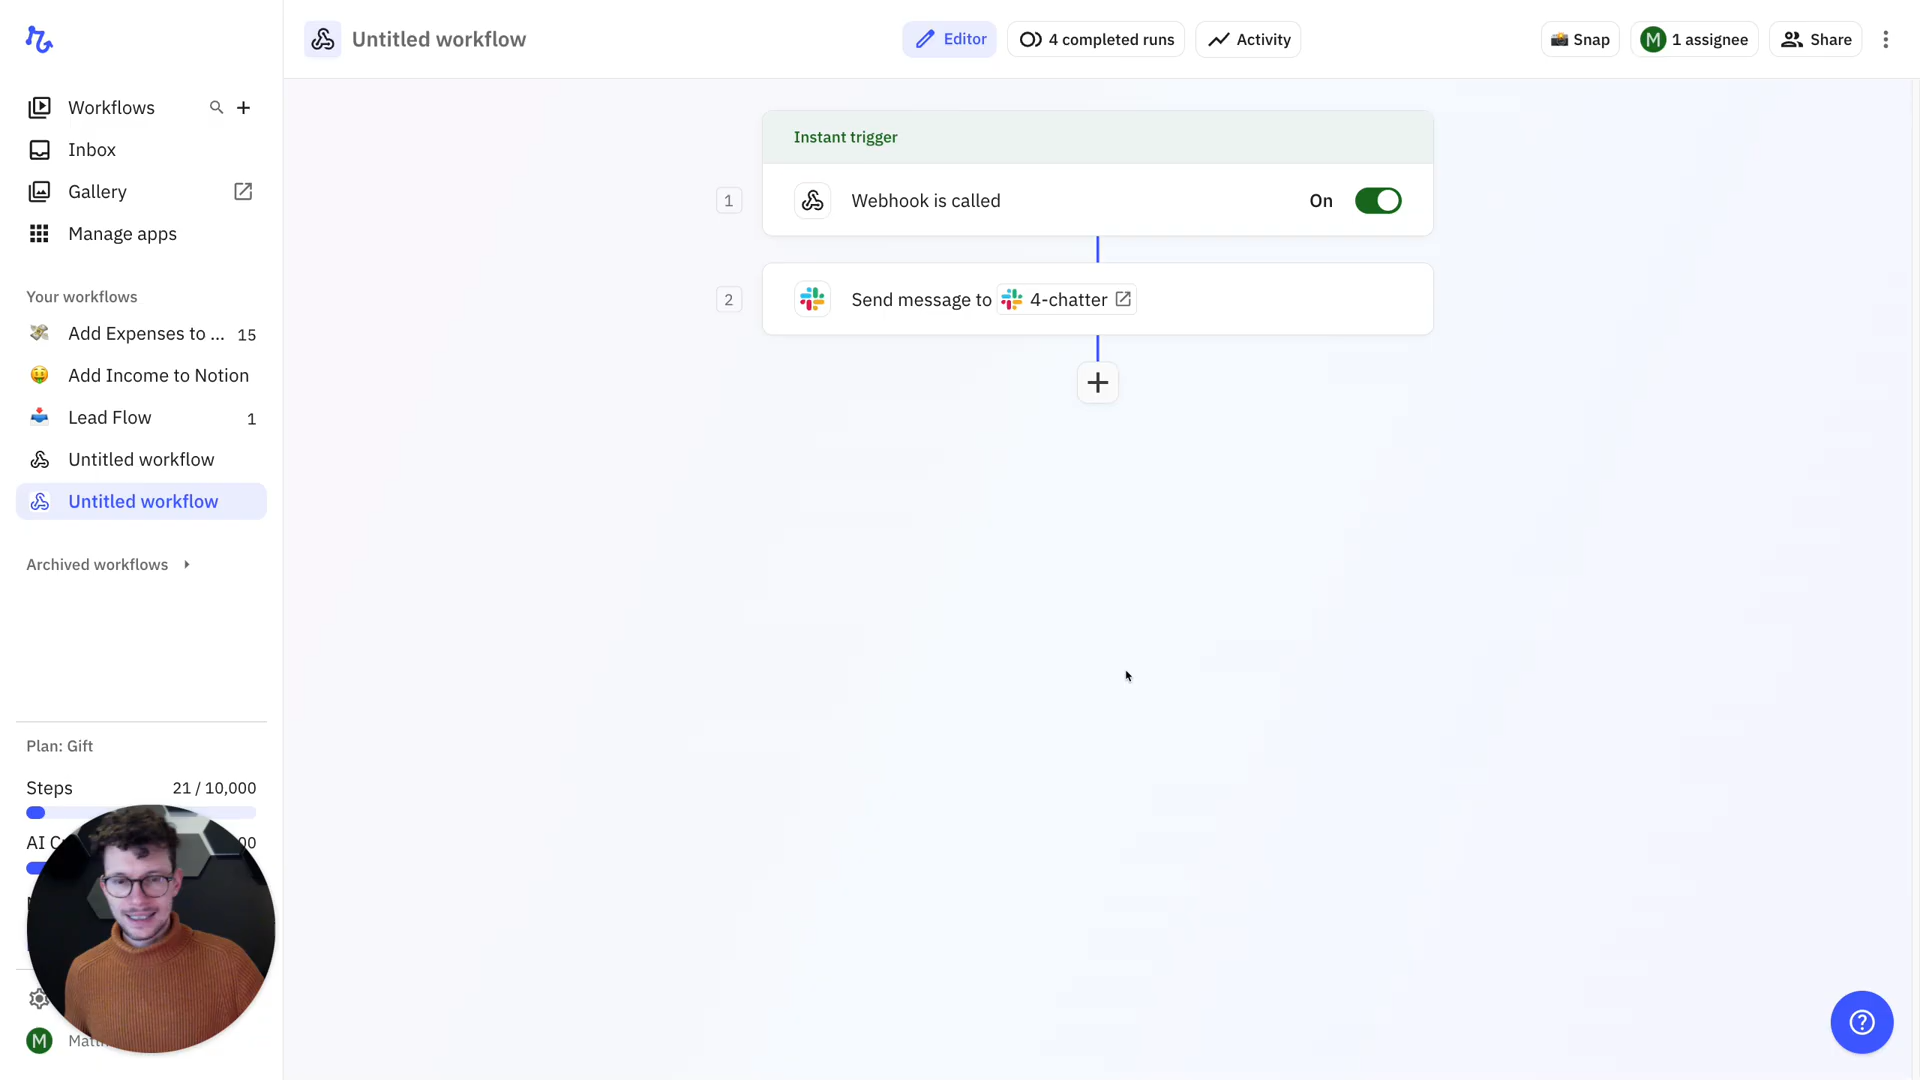 Untitled workflow
Editor
4 completed runs
Activity
Snap
M 1 assignee
Share
Workflows
Inbox
Gallery
Manage apps
Your workflows
Add Expenses to ... 15
Add Income to Notion
Lead Flow 1
Untitled workflow
Untitled workflow
Archived workflows
Plan: Gift
Steps 21 / 10,000
AI
M
Instant trigger
1 Webhook is called On
2 Send message to 4-chatter